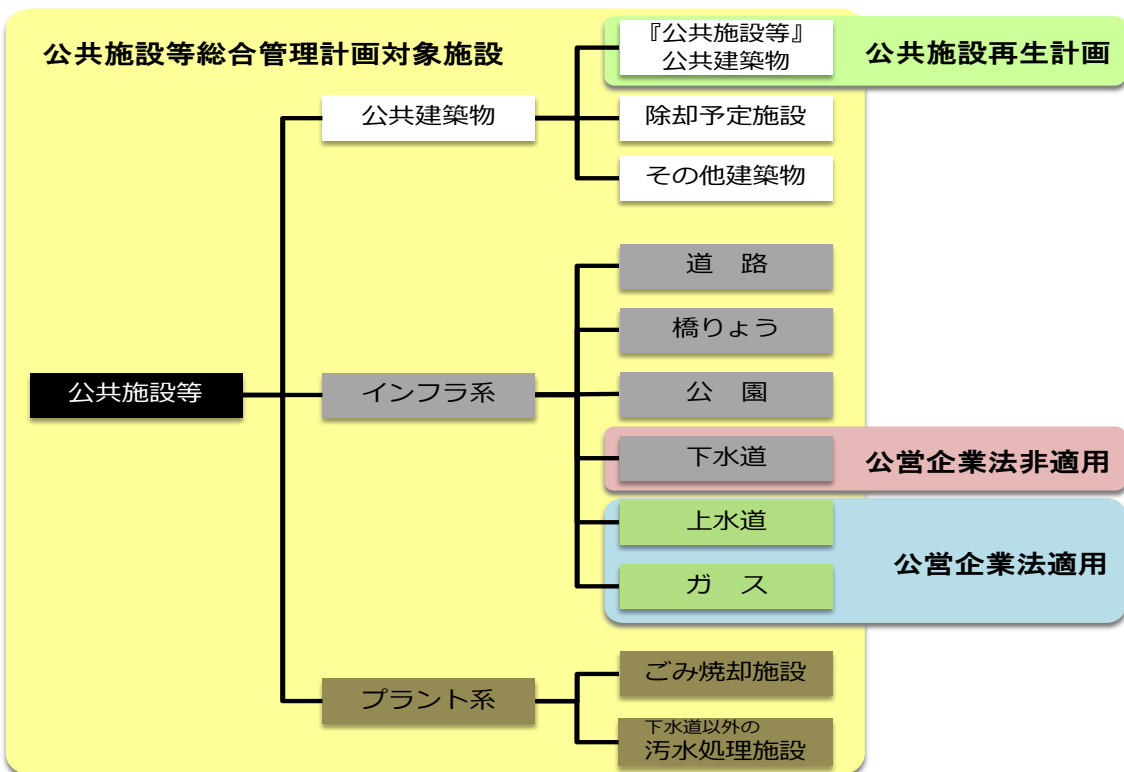 公共施設等総合管理計画対象施設
『公共施設等』
公共建築物
公共施設再生計画
公共建築物
除却予定施設
その他建築物
道　路
橋りょう
公共施設等
インフラ系
公　園
下水道
公営企業法非適用
上水道
公営企業法適用
ガ　ス
ごみ焼却施設
プラント系
下水道以外の
汚水処理施設